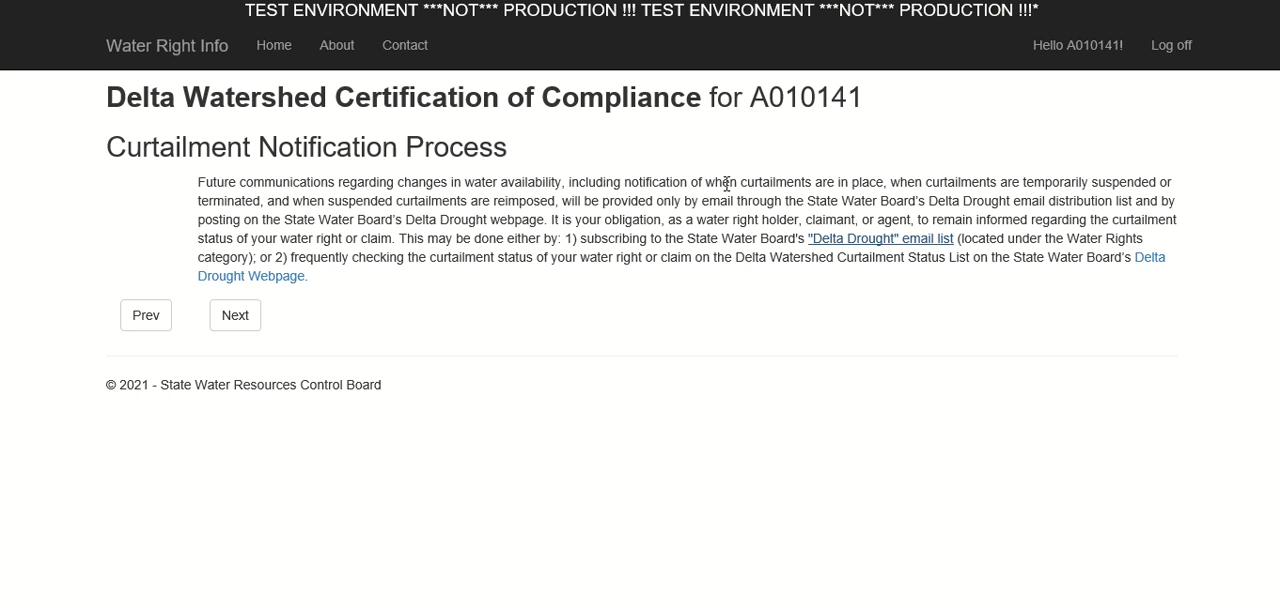 TEST ENVIRONMENT ***NOT*** PRODUCTION !!! TEST ENVIRONMENT ***NOT*** PRODUCTION !!!*
Water Right Info Home About Contact Hello A010141! Log off
Delta Watershed Certification of Compliance for A010141
Curtailment Notification Process
Future communications regarding changes in water availability, including notification of when curtailments are in place, when curtailments are temporarily suspended or
terminated, and when suspended curtailments are reimposed, will be provided only by email through the State Water Board’s Delta Drought email distribution list and by
posting on the State Water Board’s Delta Drought webpage. It is your obligation, as a water right holder, claimant, or agent, to remain informed regarding the curtailment
status of your water right or claim. This may be done either by: 1) subscribing to the State Water Board's "Delta Drought" email list (located under the Water Rights
category); or 2) frequently checking the curtailment status of your water right or claim on the Delta Watershed Curtailment Status List on the State Water Board’s Delta
Drought Webpage.
Prev Next
© 2021 - State Water Resources Control Board